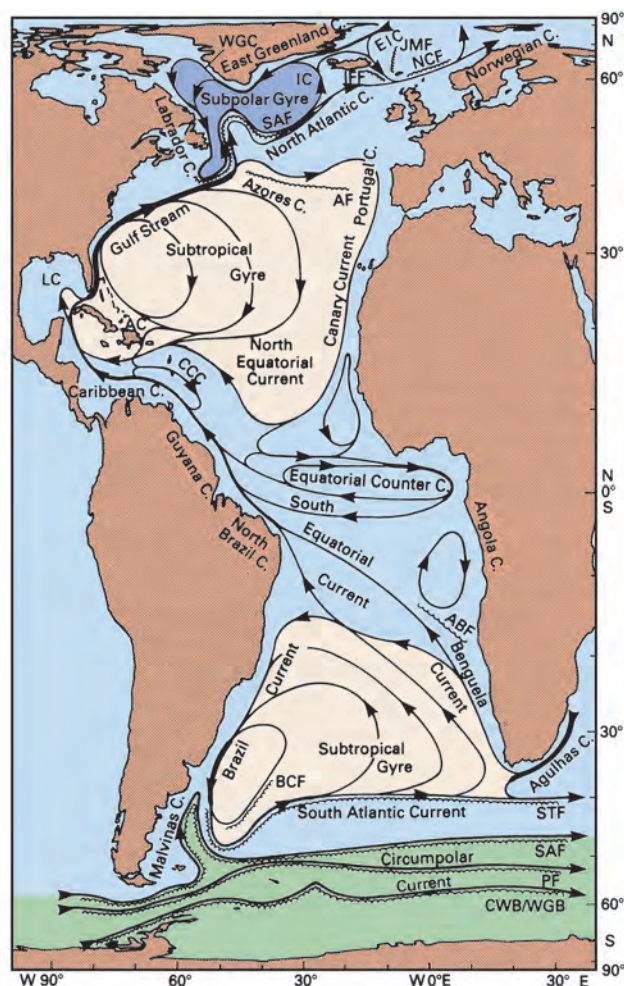 90°
N
WGC
East Greenland C.
EIC
JMF
NCF
Norwegian C.
60°
IC
IFF
Subpolar Gyre
SAF
North Atlantic C.
Labrador C.
Azores C.
AF
Portugal C.
Gulf Stream
Subtropical
Gyre
30°
LC
AC
Canary Current
North
Equatorial
Current
CCC
Caribbean C.
Guyana C.
Equatorial Counter C.
N
0°
S
South
North
Brazil C.
Equatorial
Current
Angola C.
ABF
Benguela
Current
Current
Brazil
Subtropical
Gyre
30°
Agulhas C.
BCF
South Atlantic Current
STF
Malvinas C.
SAF
Circumpolar
Current
PF
CWB/WGB
60°
S
90°
W 90°
60°
30°
W 0°E
30° E